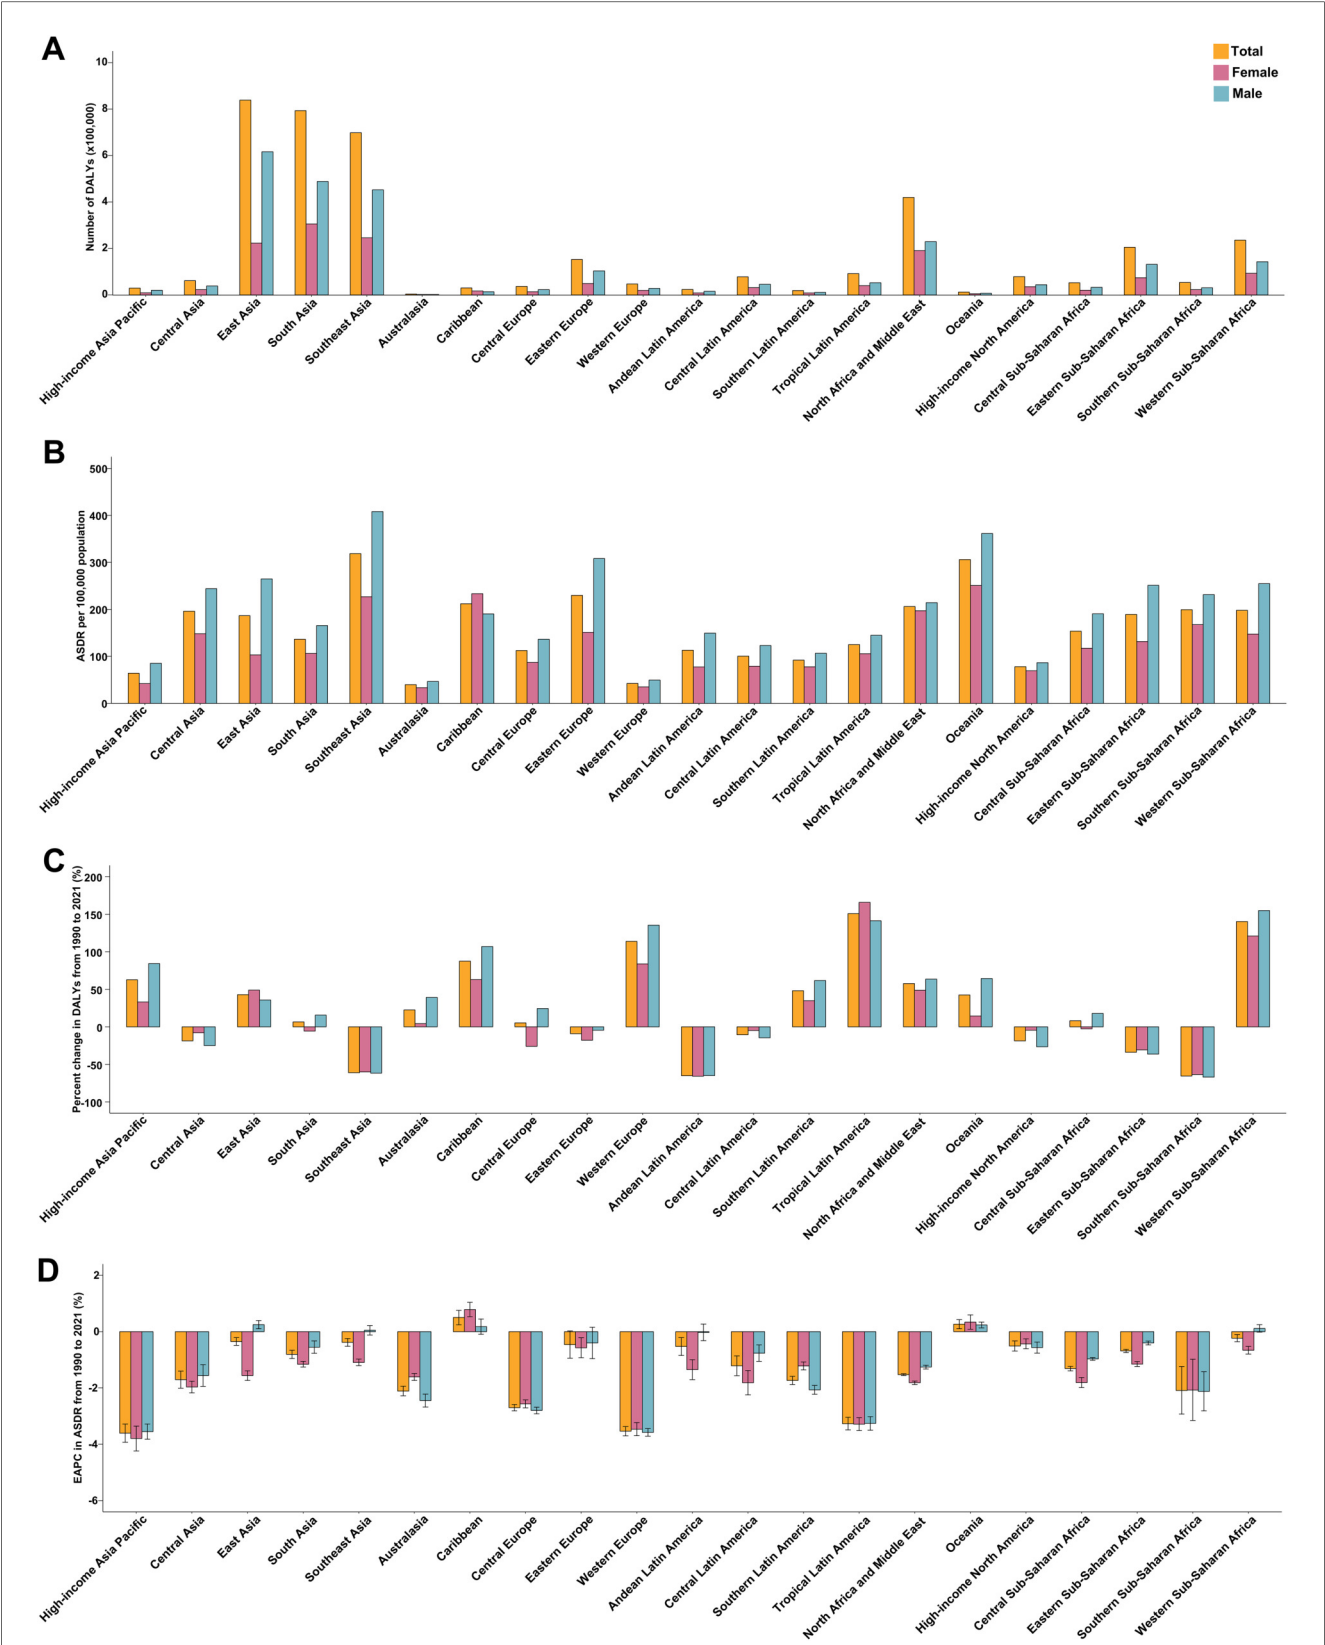 A
Total
Female
Male
Number of DALYs (x100,000)
10
8
6
4
2
0
High-income Asia Pacific
Central Asia
East Asia
South Asia
Southeast Asia
Australasia
Caribbean
Central Europe
Eastern Europe
Western Europe
Andean Latin America
Central Latin America
Southern Latin America
Tropical Latin America
North Africa and Middle East
Oceania
High-income North America
Central Sub-Saharan Africa
Eastern Sub-Saharan Africa
Southern Sub-Saharan Africa
Western Sub-Saharan Africa
B
ASDR per 100,000 population
500
400
300
200
100
0
High-income Asia Pacific
Central Asia
East Asia
South Asia
Southeast Asia
Australasia
Caribbean
Central Europe
Eastern Europe
Western Europe
Andean Latin America
Central Latin America
Southern Latin America
Tropical Latin America
North Africa and Middle East
Oceania
High-income North America
Central Sub-Saharan Africa
Eastern Sub-Saharan Africa
Southern Sub-Saharan Africa
Western Sub-Saharan Africa
C
Percent change in DALYs from 1990 to 2021 (%)
200
150
100
50
0
-50
-100
High-income Asia Pacific
Central Asia
East Asia
South Asia
Southeast Asia
Australasia
Caribbean
Central Europe
Eastern Europe
Western Europe
Andean Latin America
Central Latin America
Southern Latin America
Tropical Latin America
North Africa and Middle East
Oceania
High-income North America
Central Sub-Saharan Africa
Eastern Sub-Saharan Africa
Southern Sub-Saharan Africa
Western Sub-Saharan Africa
D
EAPC in ASDR from 1990 to 2021 (%)
2
0
-2
-4
-6
High-income Asia Pacific
Central Asia
East Asia
South Asia
Southeast Asia
Australasia
Caribbean
Central Europe
Eastern Europe
Western Europe
Andean Latin America
Central Latin America
Southern Latin America
Tropical Latin America
North Africa and Middle East
Oceania
High-income North America
Central Sub-Saharan Africa
Eastern Sub-Saharan Africa
Southern Sub-Saharan Africa
Western Sub-Saharan Africa